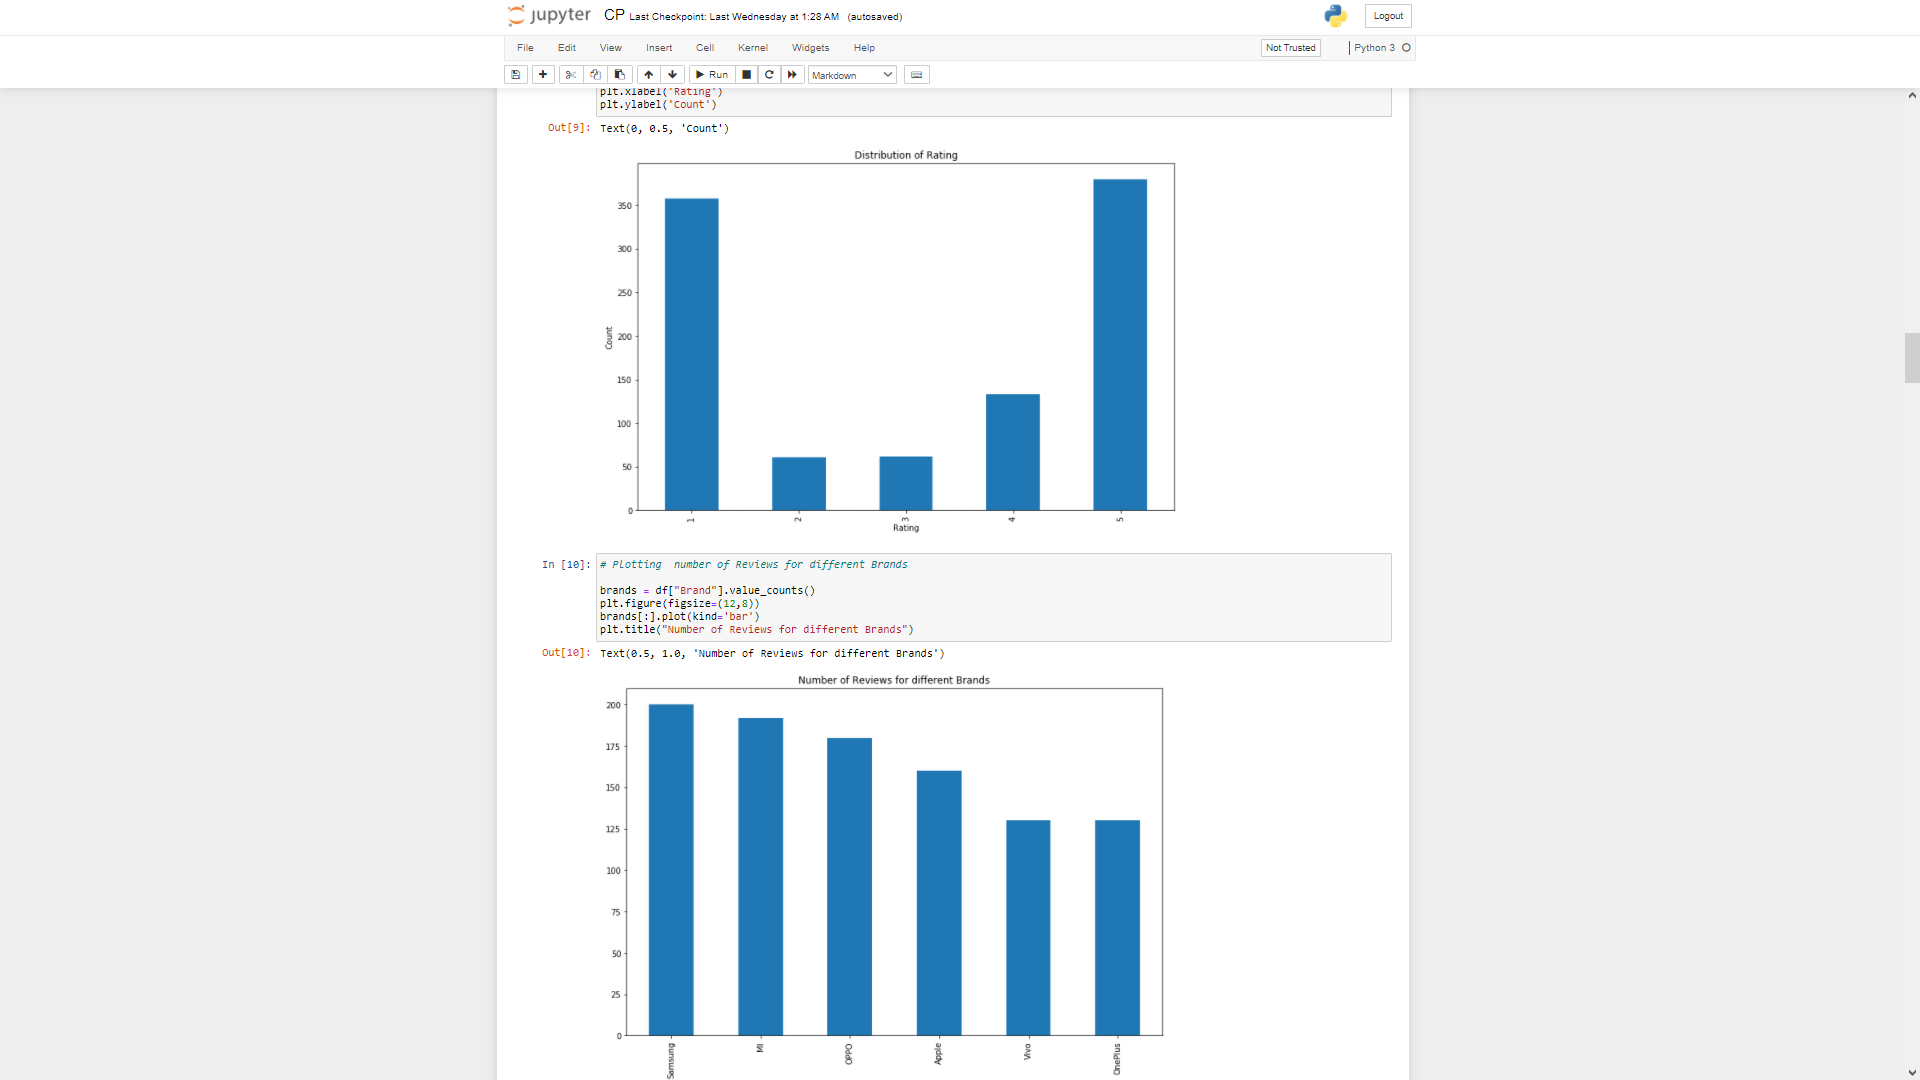 jupyter CP Last Checkpoint: Last Wednesday at 1:28 AM (autosaved) Logout
File Edit View Insert Cell Kernel Widgets Help Not Trusted Python 3
Run Markdown
plt.xlabel('Rating')
plt.ylabel('Count')
Out[9]: Text(0, 0.5, 'Count')
Distribution of Rating
350
300
250
200
150
100
50
0
Count
1 2 3 4 5
Rating
In [10]: # Plotting  number of Reviews for different Brands
brands = df["Brand"].value_counts()
plt.figure(figsize=(12,8))
brands[:].plot(kind='bar')
plt.title("Number of Reviews for different Brands")
Out[10]: Text(0.5, 1.0, 'Number of Reviews for different Brands')
Number of Reviews for different Brands
200
175
150
125
100
75
50
25
0
Samsung MI OPPO Apple Vivo OnePlus